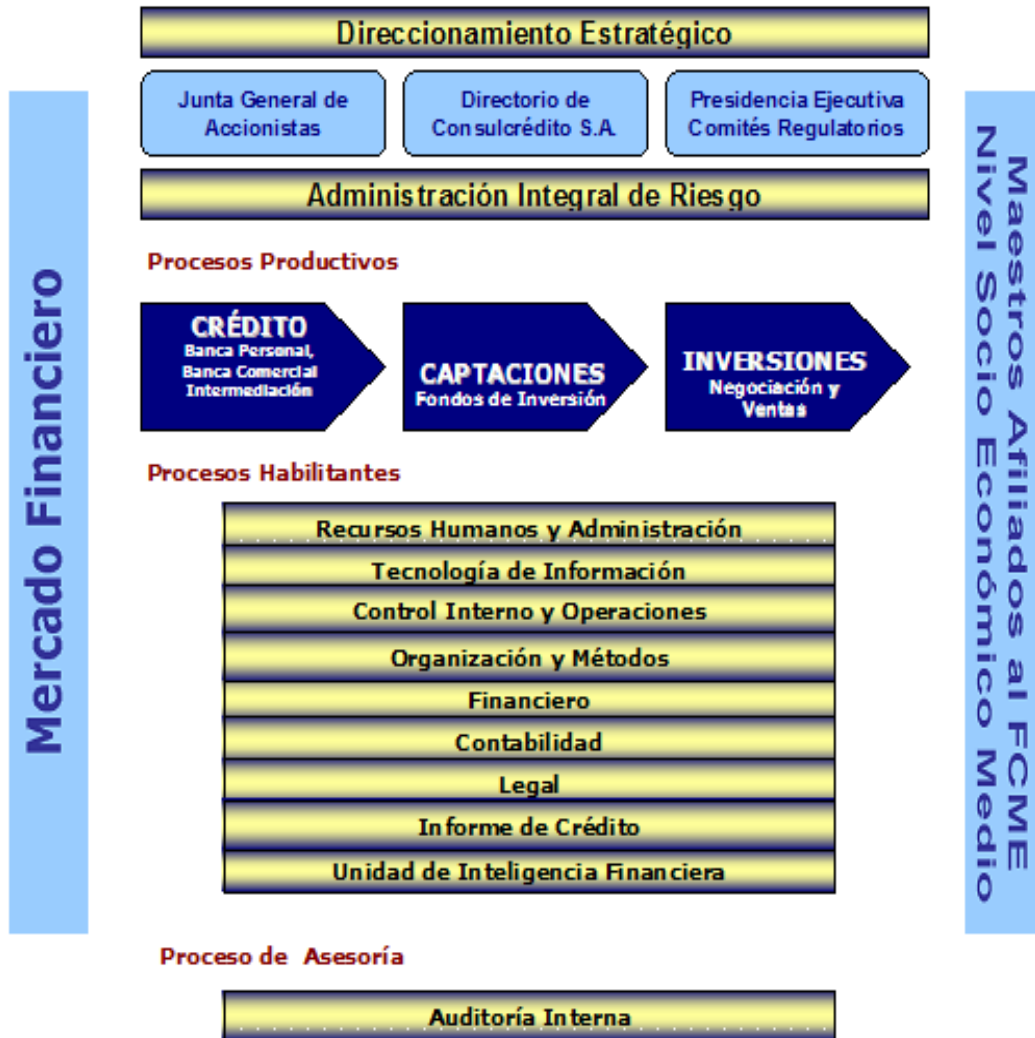 Direccionamiento Estratégico
Junta General de
Accionistas
Directorio de
Consulcrédito S.A.
Presidencia Ejecutiva
Comités Regulatorios
Administración Integral de Riesgo
Mercado Financiero
Maestros Afiliados al FCME
Nivel Socio Económico Medio
Procesos Productivos
CRÉDITO
Banca Personal,
Banca Comercial
Intermediación
CAPTACIONES
Fondos de Inversión
INVERSIONES
Negociación y
Ventas
Procesos Habilitantes
Recursos Humanos y Administración
Tecnología de Información
Control Interno y Operaciones
Organización y Métodos
Financiero
Contabilidad
Legal
Informe de Crédito
Unidad de Inteligencia Financiera
Proceso de Asesoría
Auditoría Interna